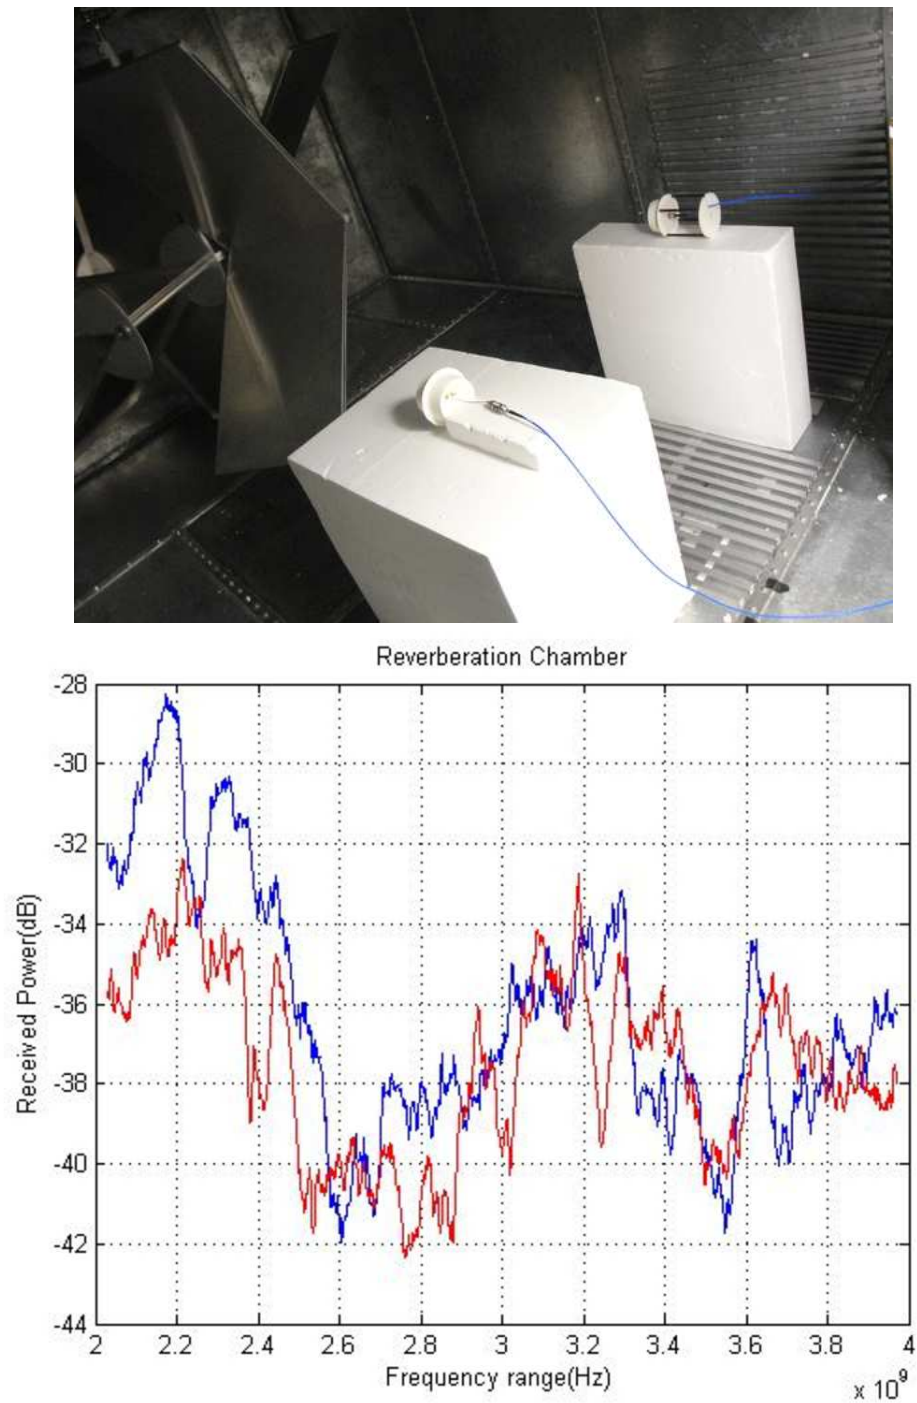 Reverberation Chamber
Received Power(dB)
-28
-30
-32
-34
-36
-38
-40
-42
-44
2 2.2 2.4 2.6 2.8 3 3.2 3.4 3.6 3.8 4
Frequency range(Hz)
x 10⁹